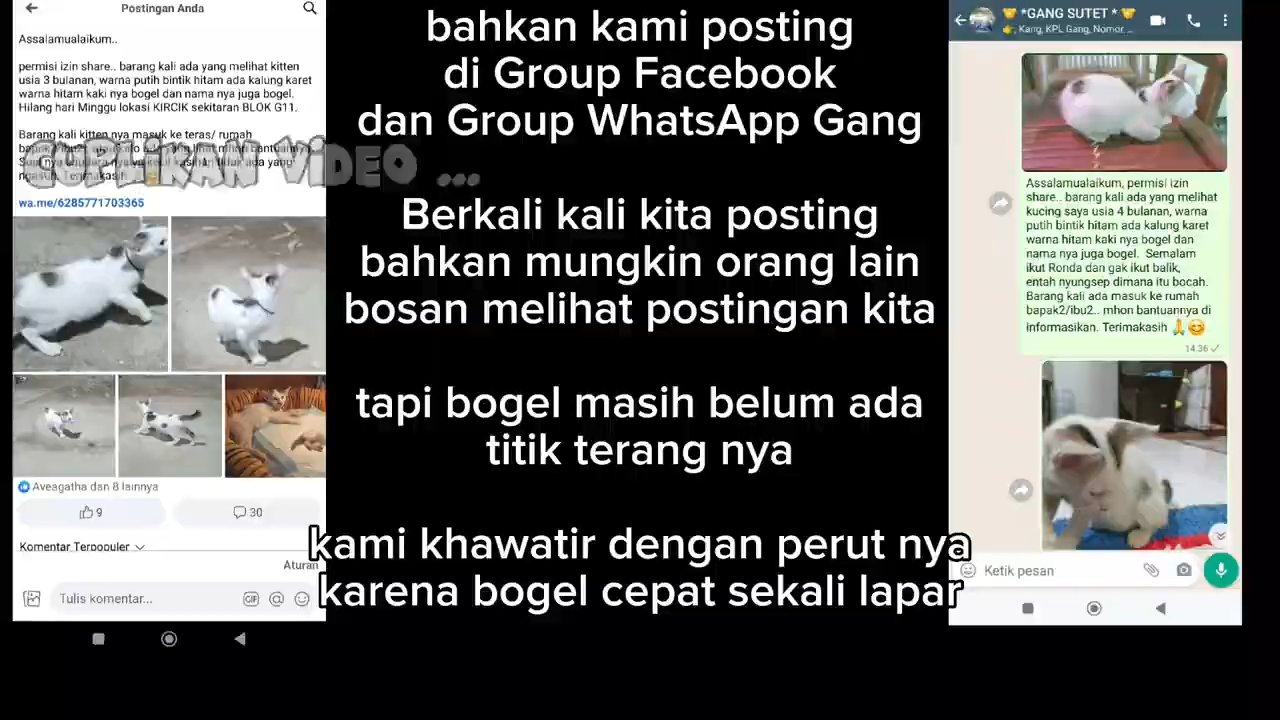 Postingan Anda
Assalamualaikum..
permisi izin share.. barang kali ada yang melihat kitten
usia 3 bulanan, warna putih bintik hitam ada kalung karet
warna hitam kaki nya bogel dan nama nya juga bogel.
Hilang hari Minggu lokasi KIRCIK sekitaran BLOK G11.
Barang kali kitten nya masuk ke teras/ rumah
CUPLIKAN VIDEO ...
wa.me/6285771703365
Aveagatha dan 8 lainnya
9
30
Komentar Terpopuler
Aturan
Tulis komentar...
GIF
bahkan kami posting
di Group Facebook
dan Group WhatsApp Gang
Berkali kali kita posting
bahkan mungkin orang lain
bosan melihat postingan kita
tapi bogel masih belum ada
titik terang nya
kami khawatir dengan perut nya
karena bogel cepat sekali lapar
*GANG SUTET *
Kang, KPL Gang, Nomor, ...
Assalamualaikum, permisi izin
share.. barang kali ada yang melihat
kucing saya usia 4 bulanan, warna
putih bintik hitam ada kalung karet
warna hitam kaki nya bogel dan
nama nya juga bogel. Semalam
ikut Ronda dan gak ikut balik,
entah nyungsep dimana itu bocah.
Barang kali ada masuk ke rumah
bapak2/ibu2.. mhon bantuannya di
informasikan. Terimakasih 🙏😊
14.36
Ketik pesan